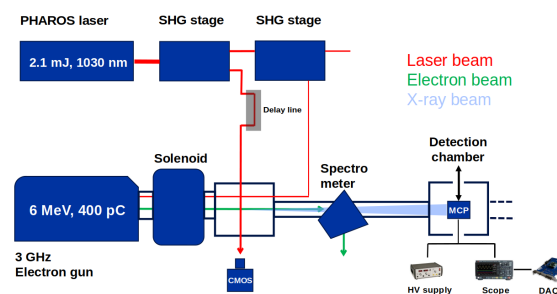 PHAROS laser
SHG stage
SHG stage
2.1 mJ, 1030 nm
Laser beam
Electron beam
X-ray beam
Delay line
Detection
chamber
Solenoid
Spectro
meter
6 MeV, 400 pC
MCP
3 GHz
Electron gun
CMOS
HV supply
Scope
DAC